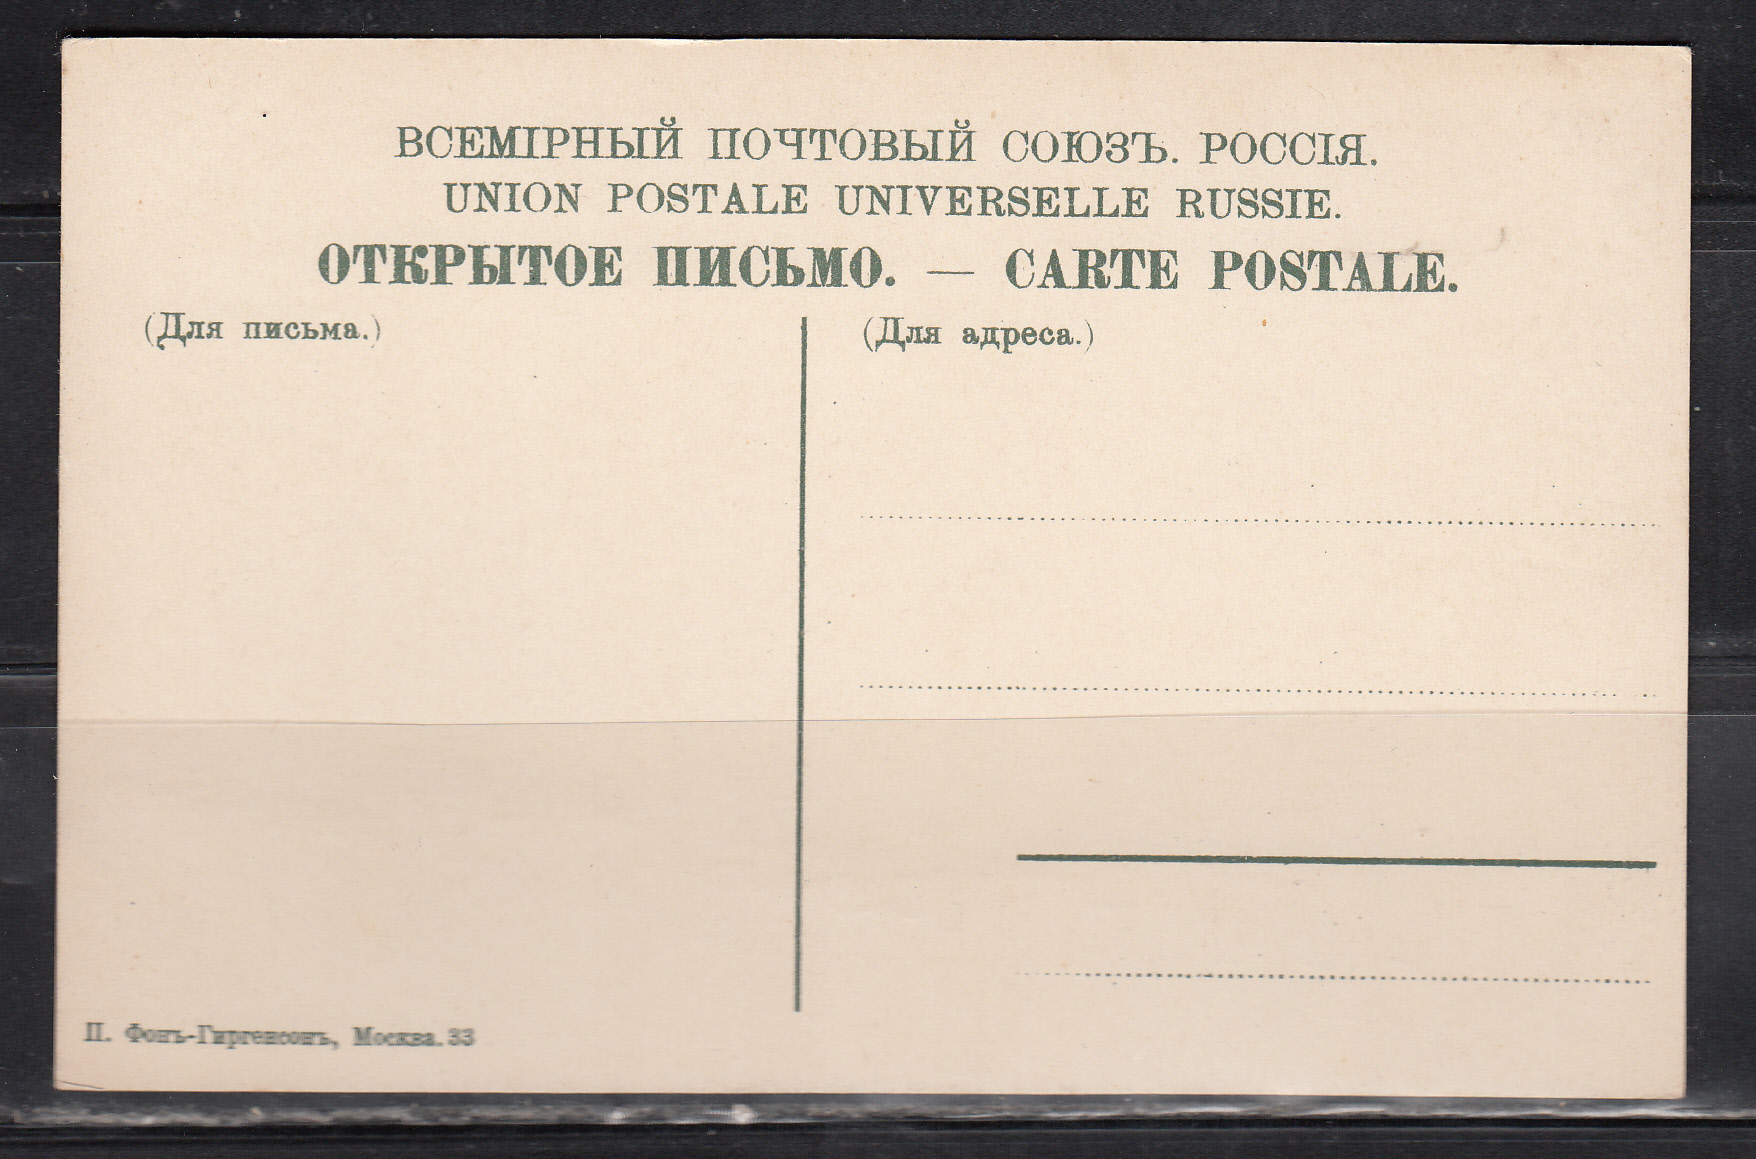 ВСЕМІРНЫЙ ПОЧТОВЫЙ СОЮЗЪ. РОССІЯ.
UNION POSTALE UNIVERSELLE RUSSIE.
ОТКРЫТОЕ ПИСЬМО. — CARTE POSTALE.
(Для письма.)
(Для адреса.)
П. Фонъ-Гиргенсонъ, Москва. 33